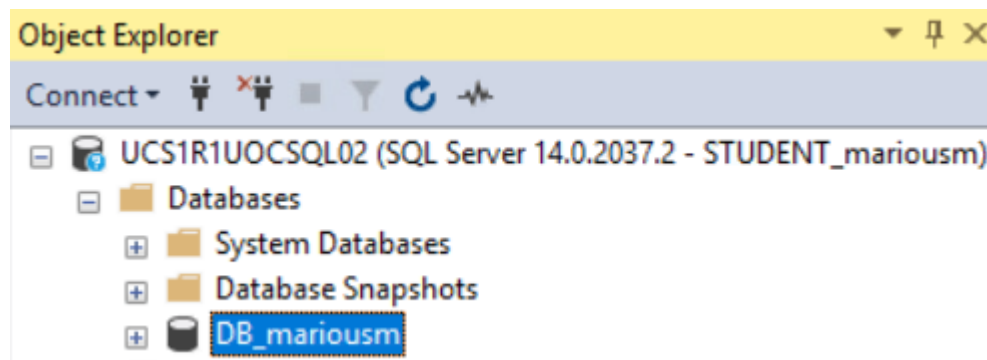 Object Explorer
Connect
UCS1R1UOCSQL02 (SQL Server 14.0.2037.2 - STUDENT_mariousm)
Databases
System Databases
Database Snapshots
DB_mariousm